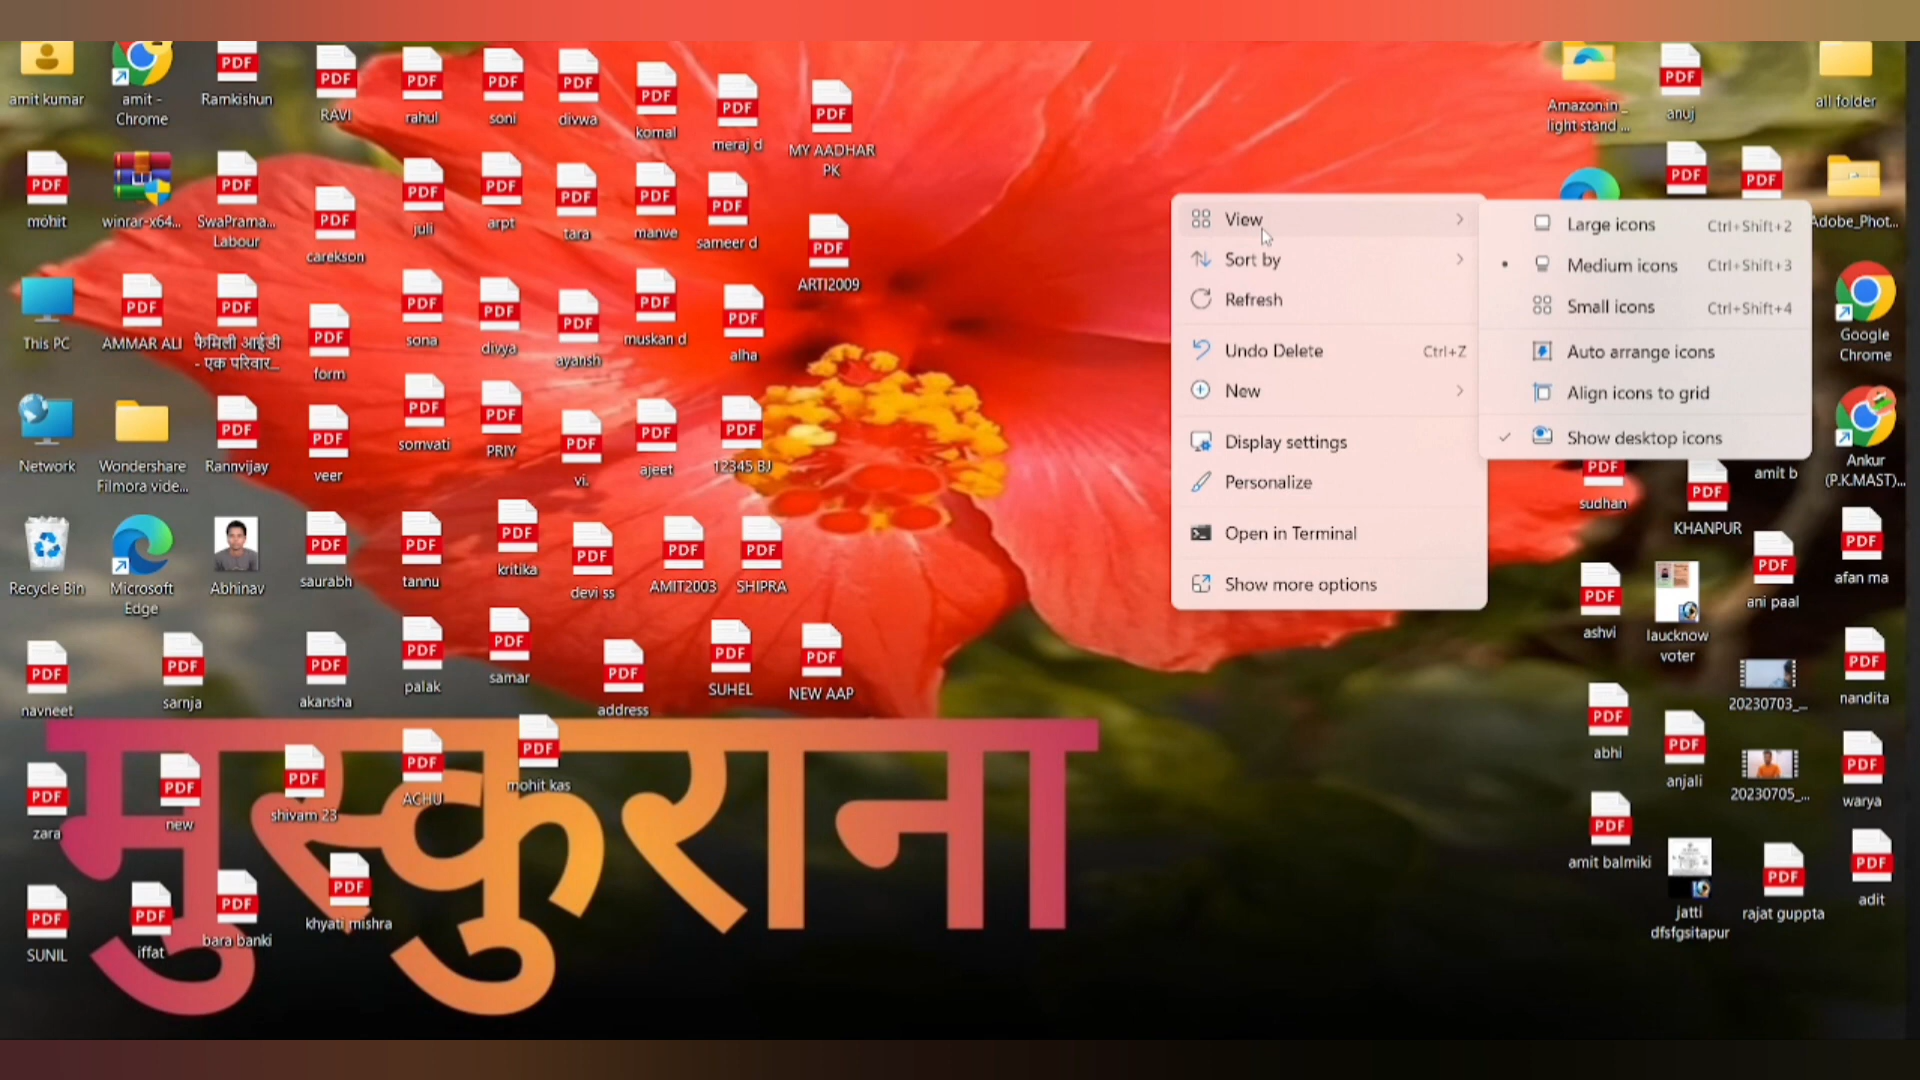 amit kumar
amit -
Chrome
Ramkishun
RAVI
rahul
soni
divwa
komal
meraj d
MY AADHAR
PK
Amazon.in_
light stand ...
anuj
all folder
mohit
winrar-x64...
SwaPrama...
Labour
carekson
juli
arpt
tara
manve
sameer d
ARTI2009
Adobe_Phot...
This PC
AMMAR ALI
फैमिली आई डी
- एक परिवार...
form
sona
divya
ayansh
muskan d
alha
Google
Chrome
Network
Wondershare
Filmora vide...
Rannvijay
veer
somvati
PRIY
vi.
ajeet
12345 BJ
sudhan
KHANPUR
amit b
Ankur
(P.K.MAST)...
Recycle Bin
Microsoft
Edge
Abhinav
saurabh
tannu
kritika
devi ss
AMIT2003
SHIPRA
ashvi
laucknow
voter
ani paal
afan ma
navneet
sarnja
akansha
palak
samar
address
SUHEL
NEW AAP
abhi
anjali
20230703_...
nandita
zara
new
shivam 23
ACHU
mohit kas
20230705_...
warya
amit balmiki
jatti
dfsfgsitapur
rajat guppta
adit
SUNIL
iffat
bara banki
khyati mishra
View
Sort by
Refresh
Undo Delete Ctrl+Z
New
Display settings
Personalize
Open in Terminal
Show more options
Large icons Ctrl+Shift+2
Medium icons Ctrl+Shift+3
Small icons Ctrl+Shift+4
Auto arrange icons
Align icons to grid
Show desktop icons
मुस्कुराना